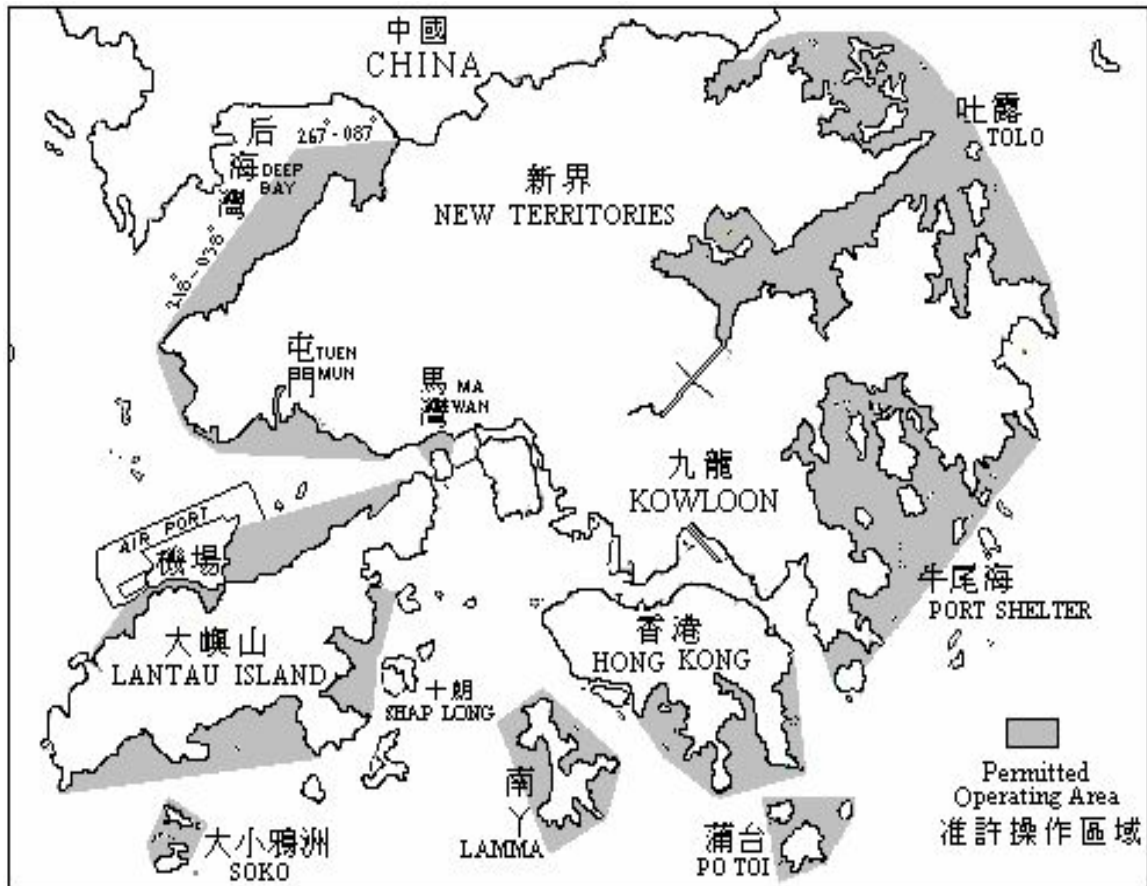 中國
CHINA
后海灣
DEEP
BAY
267°-087°
218°-038°
吐露
TOLO
新界
NEW TERRITORIES
屯門
TUEN
MUN
馬灣
MA
WAN
九龍
KOWLOON
AIR PORT
機場
牛尾海
PORT SHELTER
大嶼山
LANTAU ISLAND
香港
HONG KONG
十朗
SHAP LONG
南丫
LAMMA
蒲台
PO TOI
大小鴉洲
SOKO
Permitted
Operating Area
准許操作區域